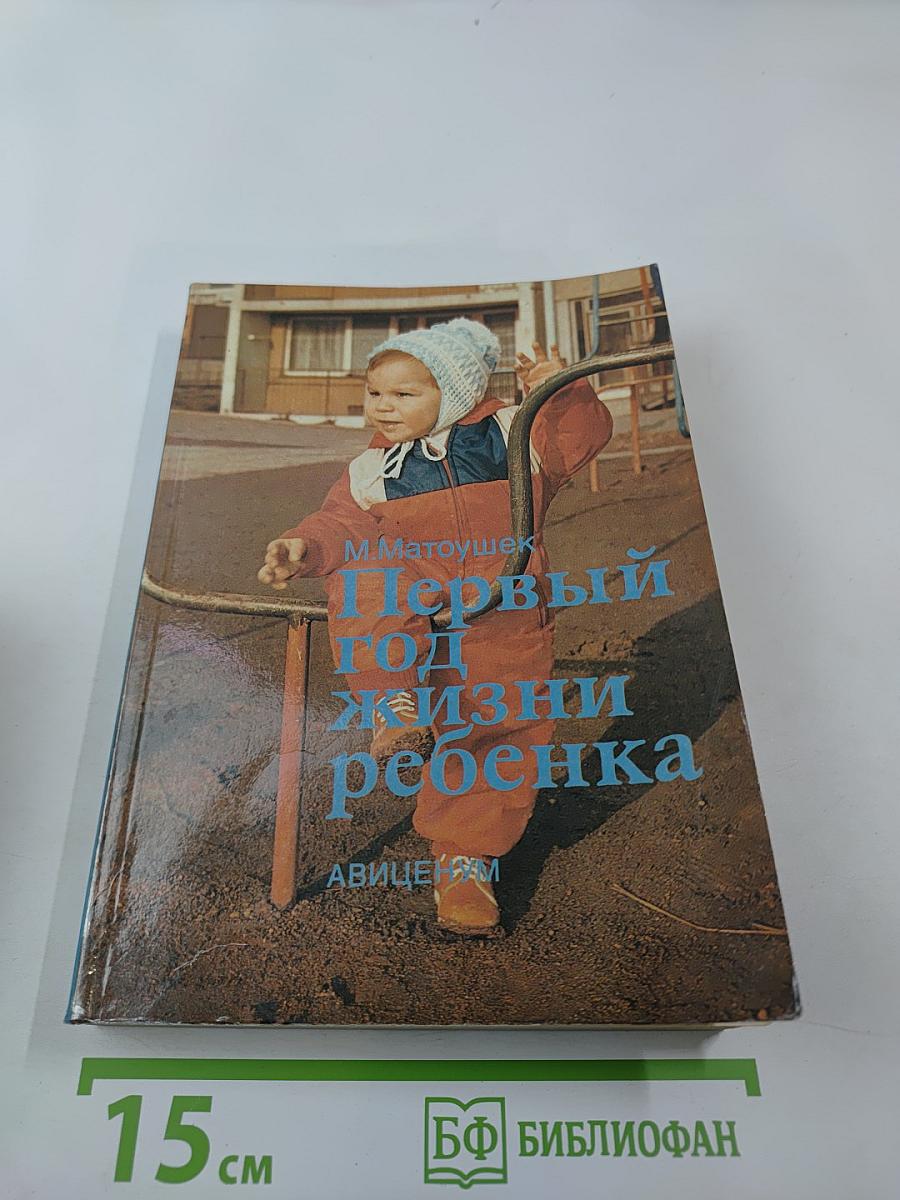 М.Матоушек
Первый
год
жизни
ребенка
АВИЦЕНУМ
15 см
БФ БИБЛИОФАН